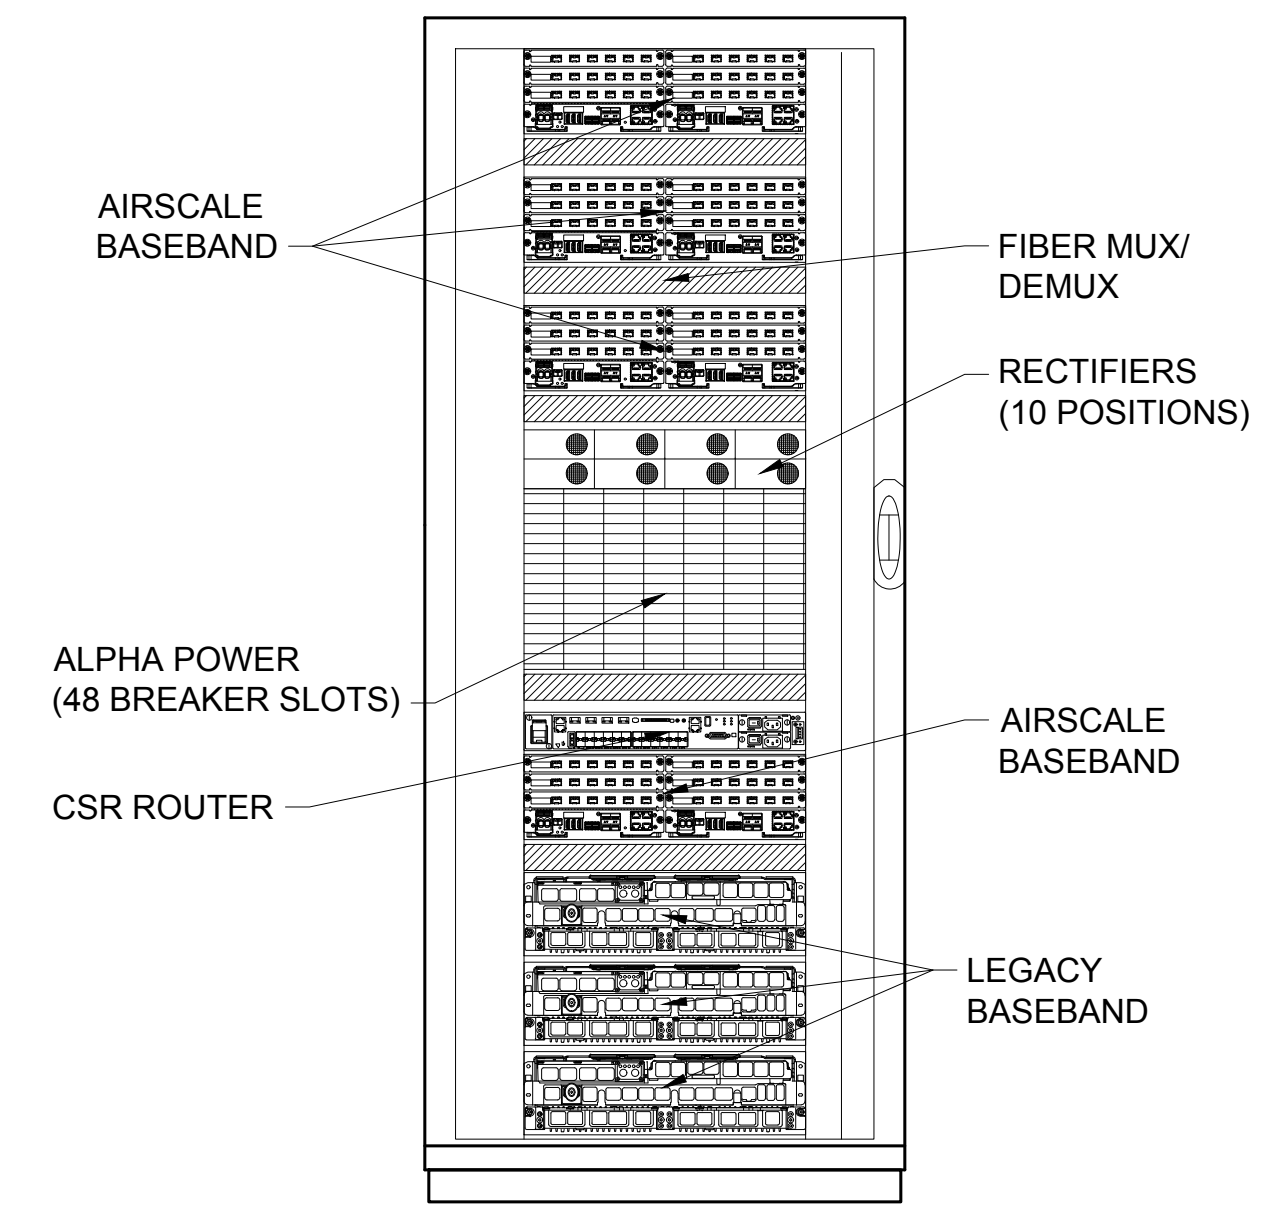 AIRSCALE
BASEBAND
FIBER MUX/
DEMUX
RECTIFIERS
(10 POSITIONS)
ALPHA POWER
(48 BREAKER SLOTS)
AIRSCALE
BASEBAND
CSR ROUTER
LEGACY
BASEBAND